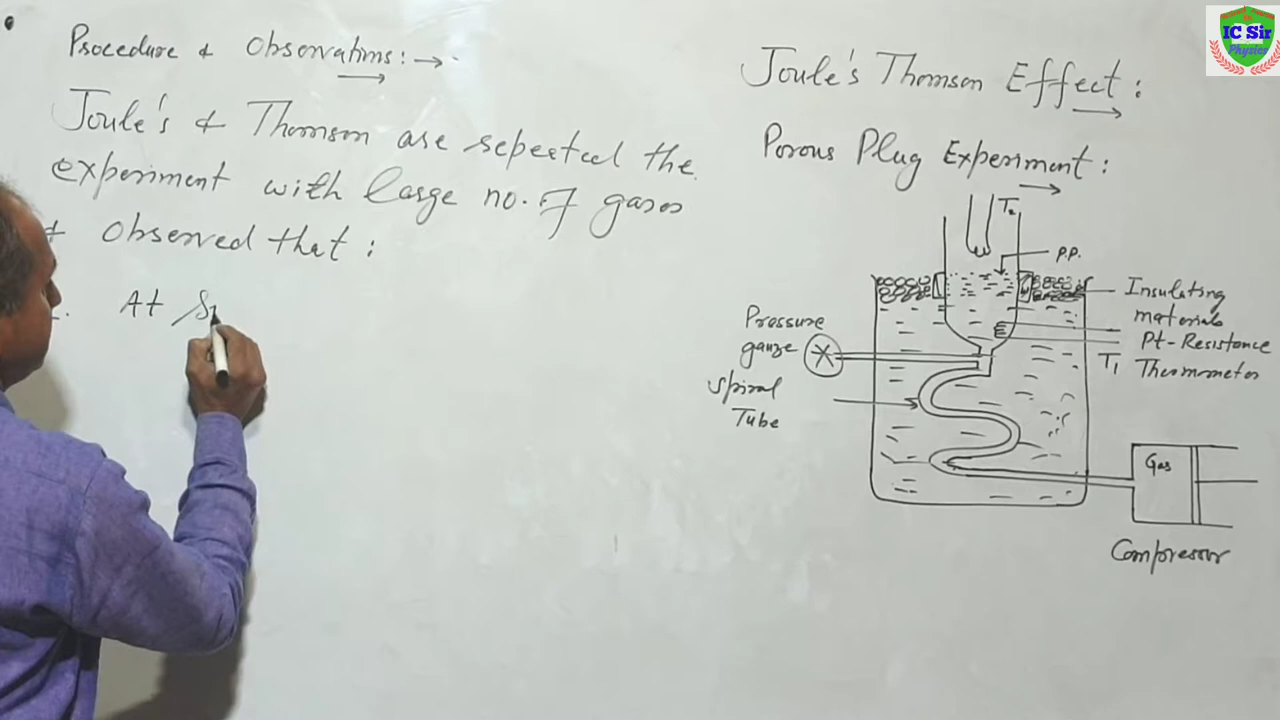 Procedure & Observations: →
Joule's & Thomson are repeated the
experiment with large no. of gases
& observed that:
At
Joule's Thomson Effect:
Porous Plug Experiment:
T₂
P.P.
Insulating
materials
Pt-Resistance
Thermometer
T₁
Pressure
gauze
Spiral
Tube
Gas
Compressor
IC Sir
Physics